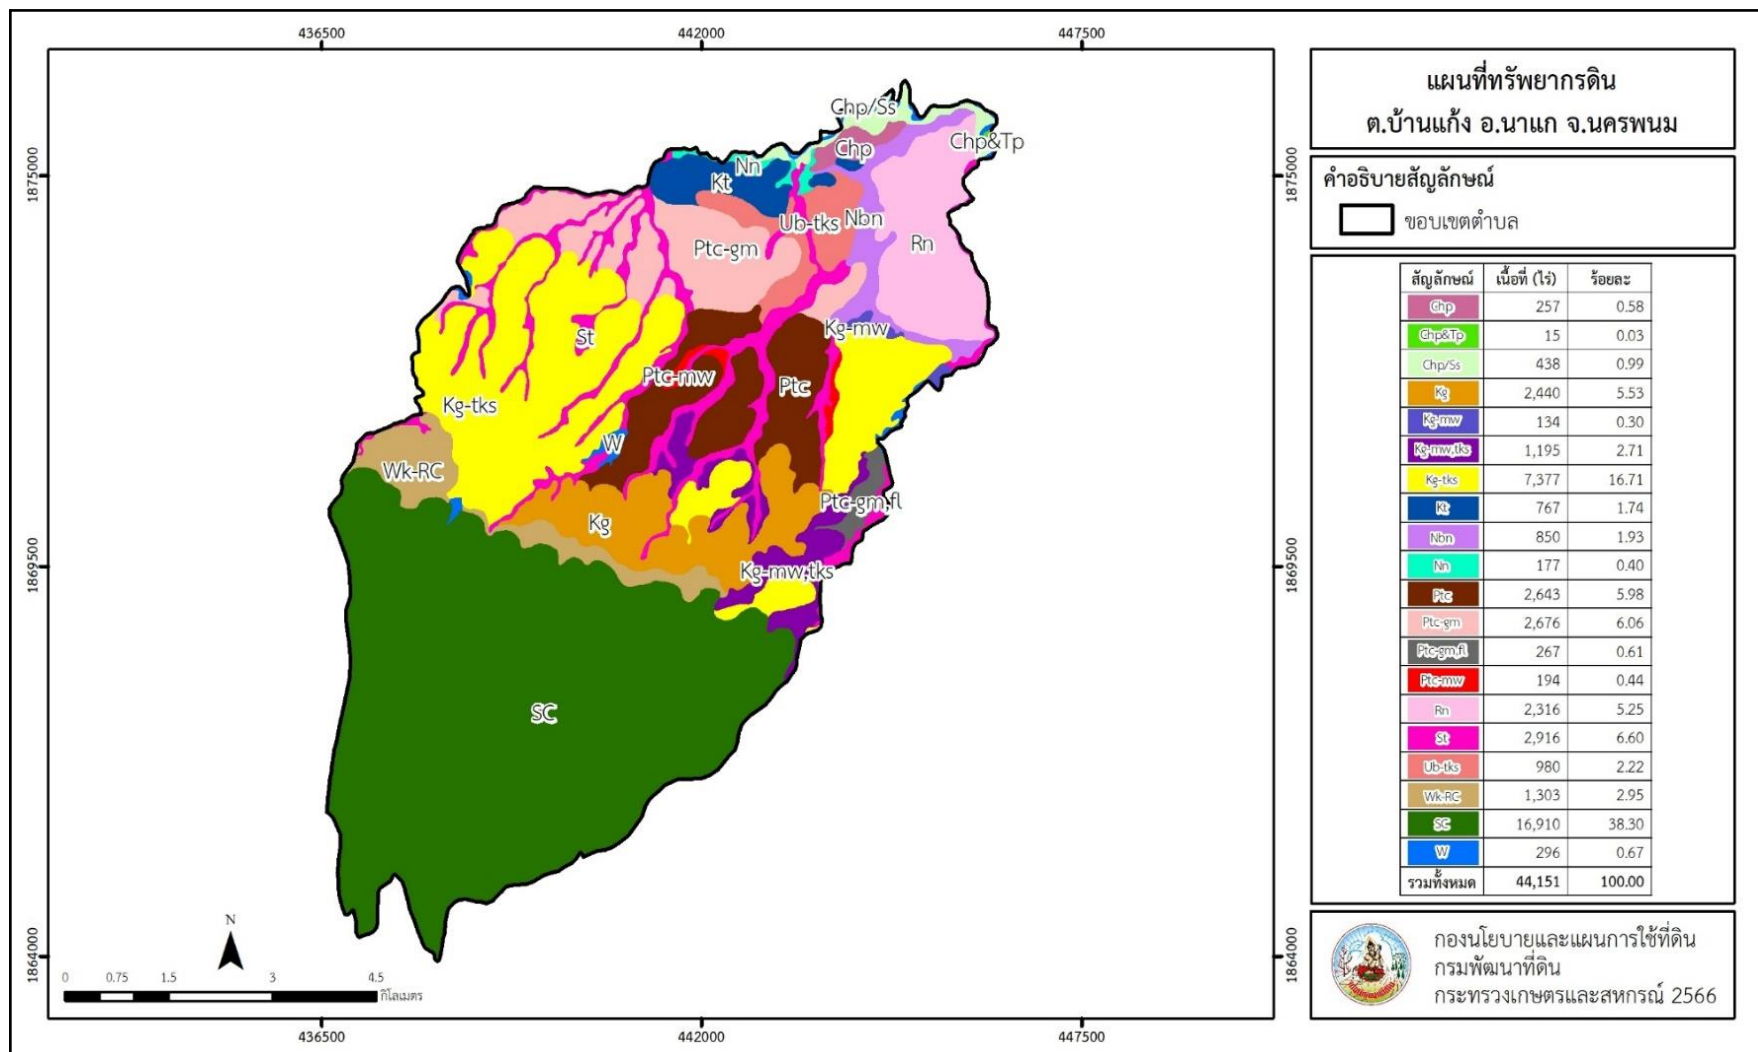 436500 442000 447500
1875000 1875000
1869500 1869500
1864000 1864000
436500 442000 447500
Chp/Ss
Chp&Tp
Chp
Nn
Kt
Ub-tks
Nbn
Rn
Ptc-gm
Kg-mw
St
Ptc-mw
Ptc
Kg-tks
W
Wk-RC
Ptc-gm,fl
Kg
Kg-mw,tks
SC
N
0 0.75 1.5 3 4.5
กิโลเมตร
แผนที่ทรัพยากรดิน
ต.บ้านแก้ง อ.นาแก จ.นครพนม
คำอธิบายสัญลักษณ์
ขอบเขตตำบล
สัญลักษณ์ เนื้อที่ (ไร่) ร้อยละ
Chp 257 0.58
Chp&Tp 15 0.03
Chp/Ss 438 0.99
Kg 2,440 5.53
Kg-mw 134 0.30
Kg-mw,tks 1,195 2.71
Kg-tks 7,377 16.71
Kt 767 1.74
Nbn 850 1.93
Nn 177 0.40
Ptc 2,643 5.98
Ptc-gm 2,676 6.06
Ptc-gm,fl 267 0.61
Ptc-mw 194 0.44
Rn 2,316 5.25
St 2,916 6.60
Ub-tks 980 2.22
Wk-RC 1,303 2.95
SC 16,910 38.30
W 296 0.67
รวมทั้งหมด 44,151 100.00
กองนโยบายและแผนการใช้ที่ดิน
กรมพัฒนาที่ดิน
กระทรวงเกษตรและสหกรณ์ 2566